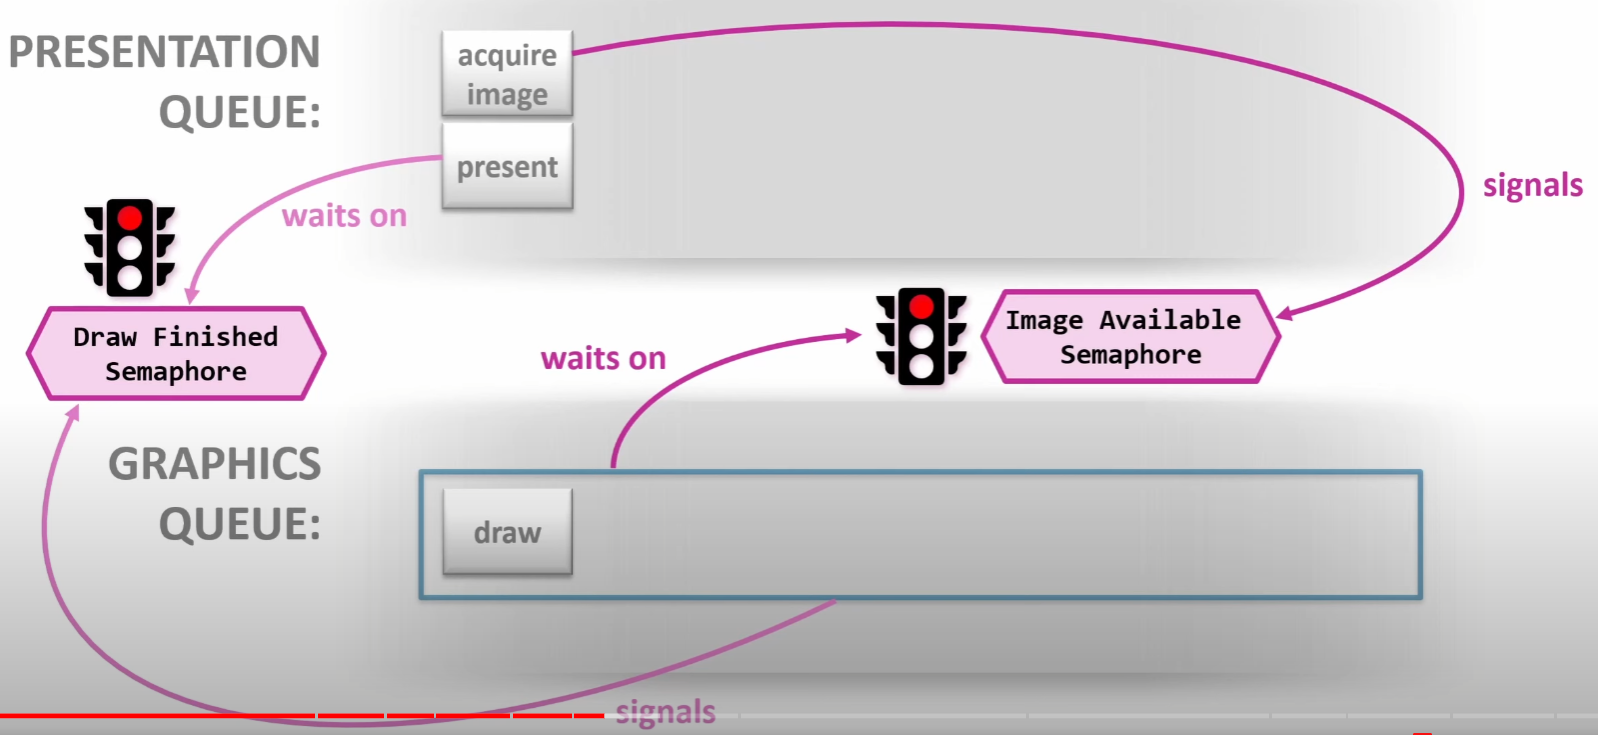 PRESENTATION
QUEUE:
acquire
image
present
signals
waits on
Draw Finished
Semaphore
Image Available
Semaphore
waits on
GRAPHICS
QUEUE:
draw
signals